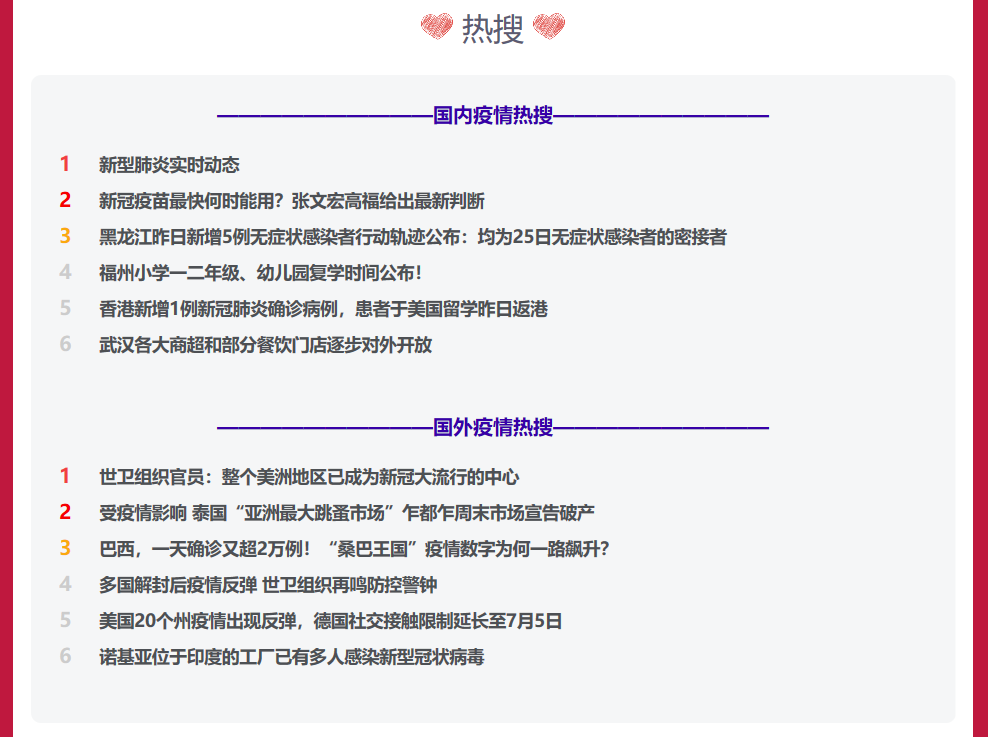 热搜
——————————国内疫情热搜——————————
1 新型肺炎实时动态
2 新冠疫苗最快何时能用？张文宏高福给出最新判断
3 黑龙江昨日新增5例无症状感染者行动轨迹公布：均为25日无症状感染者的密接者
4 福州小学一二年级、幼儿园复学时间公布！
5 香港新增1例新冠肺炎确诊病例，患者于美国留学昨日返港
6 武汉各大商超和部分餐饮门店逐步对外开放
——————————国外疫情热搜——————————
1 世卫组织官员：整个美洲地区已成为新冠大流行的中心
2 受疫情影响 泰国“亚洲最大跳蚤市场”乍都乍周末市场宣告破产
3 巴西，一天确诊又超2万例！“桑巴王国”疫情数字为何一路飙升？
4 多国解封后疫情反弹 世卫组织再鸣防控警钟
5 美国20个州疫情出现反弹，德国社交接触限制延长至7月5日
6 诺基亚位于印度的工厂已有多人感染新型冠状病毒